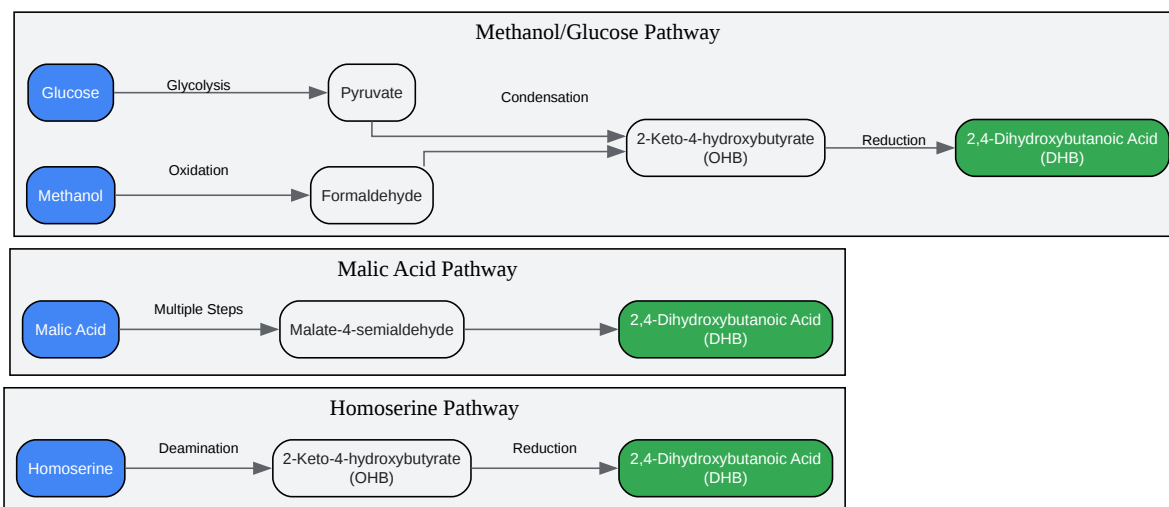 Methanol/Glucose Pathway
Glucose
Glycolysis
Pyruvate
Condensation
Methanol
Oxidation
Formaldehyde
2-Keto-4-hydroxybutyrate
(OHB)
Reduction
2,4-Dihydroxybutanoic Acid
(DHB)
Malic Acid Pathway
Malic Acid
Multiple Steps
Malate-4-semialdehyde
2,4-Dihydroxybutanoic Acid
(DHB)
Homoserine Pathway
Homoserine
Deamination
2-Keto-4-hydroxybutyrate
(OHB)
Reduction
2,4-Dihydroxybutanoic Acid
(DHB)